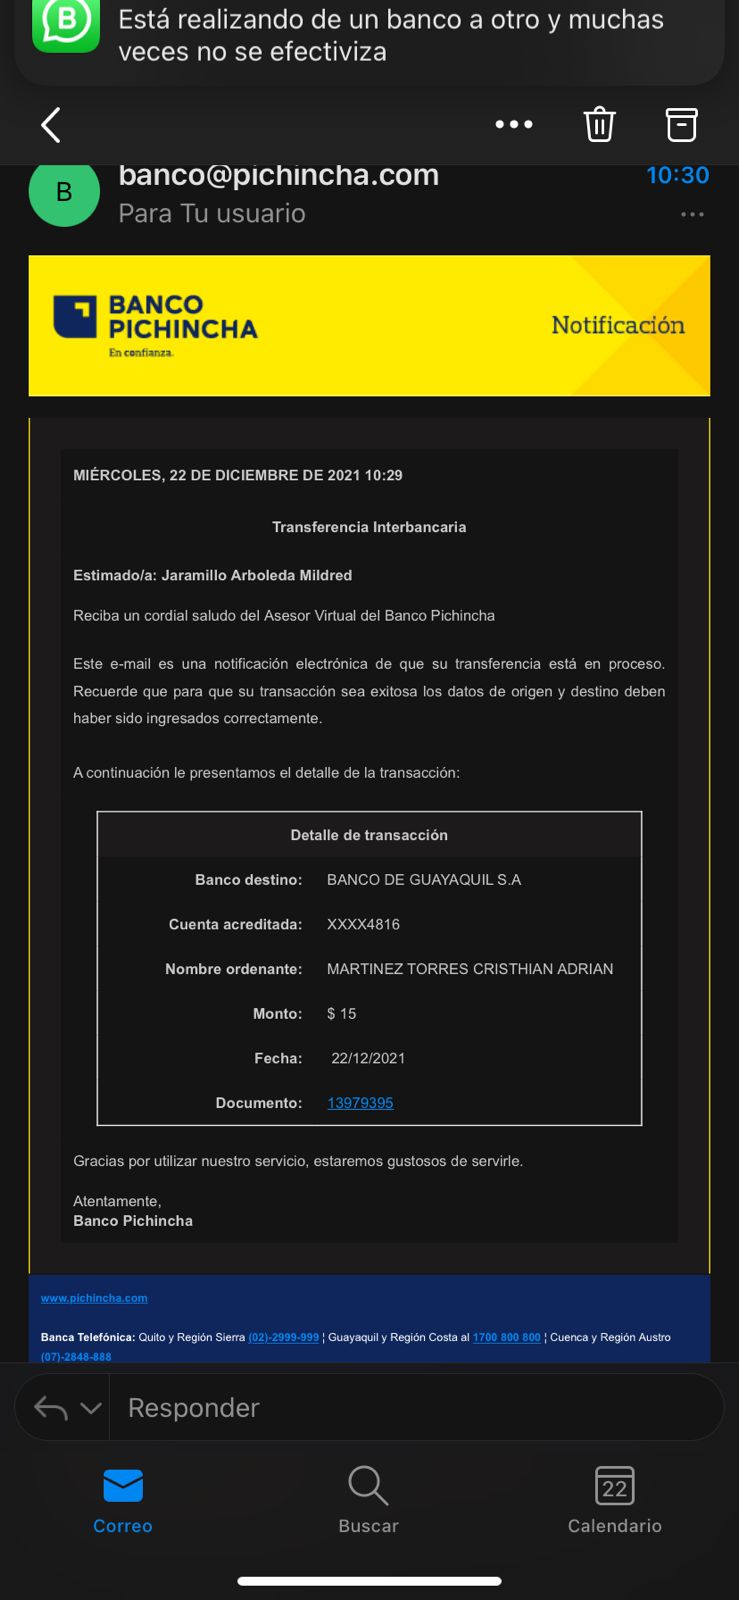 Está realizando de un banco a otro y muchas
veces no se efectiviza
B
banco@pichincha.com
10:30
Para Tu usuario
BANCO
PICHINCHA
En confianza.
Notificación
MIÉRCOLES, 22 DE DICIEMBRE DE 2021 10:29
Transferencia Interbancaria
Estimado/a: Jaramillo Arboleda Mildred
Reciba un cordial saludo del Asesor Virtual del Banco Pichincha
Este e-mail es una notificación electrónica de que su transferencia está en proceso.
Recuerde que para que su transacción sea exitosa los datos de origen y destino deben
haber sido ingresados correctamente.
A continuación le presentamos el detalle de la transacción:
Detalle de transacción
Banco destino: BANCO DE GUAYAQUIL S.A
Cuenta acreditada: XXXX4816
Nombre ordenante: MARTINEZ TORRES CRISTHIAN ADRIAN
Monto: $ 15
Fecha: 22/12/2021
Documento: 13979395
Gracias por utilizar nuestro servicio, estaremos gustosos de servirle.
Atentamente,
Banco Pichincha
www.pichincha.com
Banca Telefónica: Quito y Región Sierra (02)-2999-999 ¦ Guayaquil y Región Costa al 1700 800 800 ¦ Cuenca y Región Austro
(07)-2848-888
Responder
Correo
Buscar
22
Calendario